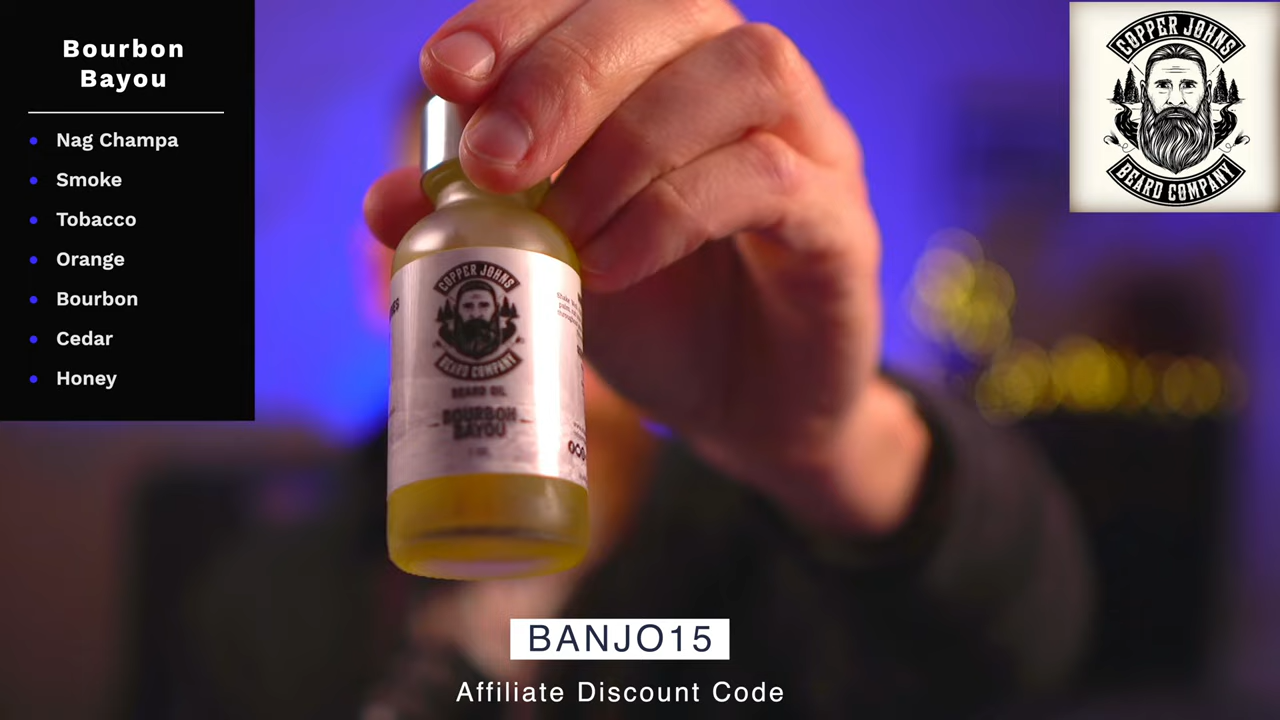 Bourbon
Bayou
Nag Champa
Smoke
Tobacco
Orange
Bourbon
Cedar
Honey
COPPER JOHNS
BEARD COMPANY
COPPER JOHNS
BEARD COMPANY
BEARD OIL
BOURBON
BAYOU
BANJO15
Affiliate Discount Code